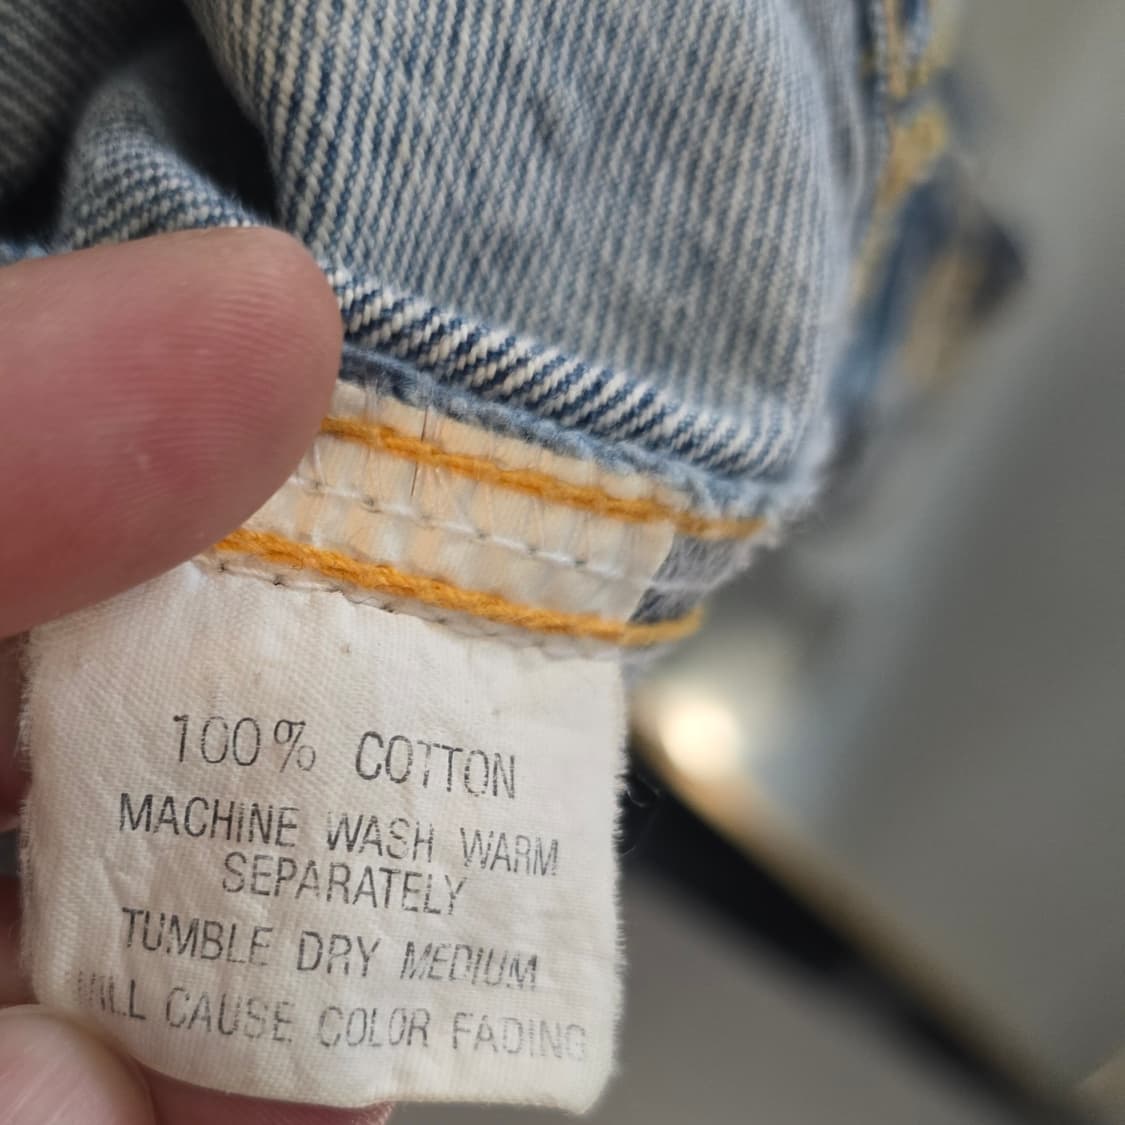 100% COTTON
MACHINE WASH WARM
SEPARATELY
TUMBLE DRY MEDIUM
WILL CAUSE COLOR FADING